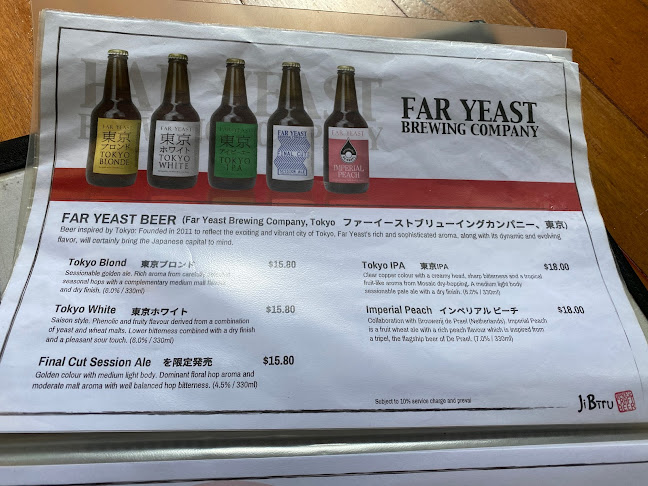 FAR YEAST
BREWING COMPANY
FAR YEAST
東京
ブロンド
TOKYO
BLONDE
FAR YEAST
東京
ホワイト
TOKYO
WHITE
FAR YEAST
東京
TOKYO
IPA
FAR YEAST
FINAL CUT
FAR YEAST
IMPERIAL
PEACH
FAR YEAST
BREWING COMPANY
FAR YEAST BEER (Far Yeast Brewing Company, Tokyo ファーイーストブリューイングカンパニー、東京)
Beer inspired by Tokyo: Founded in 2011 to reflect the exciting and vibrant city of Tokyo, Far Yeast's rich and sophisticated aroma, along with its dynamic and evolving
flavor, will certainly bring the Japanese capital to mind.
Tokyo Blond 東京ブロンド $15.80
Sessionable golden ale. Rich aroma from carefully
seasonal hops with a complementary medium malt
and dry finish. (6.0% / 330ml)
Tokyo White 東京ホワイト $15.80
Saison style. Phenolic and fruity flavour derived from a combination
of yeast and wheat malts. Lower bitterness combined with a dry finish
and a pleasant sour touch. (6.0% / 330ml)
Final Cut Session Ale を限定発売 $15.80
Golden colour with medium light body. Dominant floral hop aroma and
moderate malt aroma with well balanced hop bitterness. (4.5% / 330ml)
Tokyo IPA 東京IPA $18.00
Clear copper colour with a creamy head, sharp bitterness and a tropical
fruit-like aroma from Mosaic dry-hopping. A medium light body
sessionable pale ale with a dry finish. (6.0% / 330ml)
Imperial Peach インペリアル ピーチ $18.00
Collaboration with Brouwerij de Prael (Netherlands). Imperial Peach
is a fruit wheat ale with a rich peach flavour which is inspired from
a tripel, the flagship beer of De Prael. (7.0% / 330ml)
Subject to 10% service charge and prevai
JiBiru